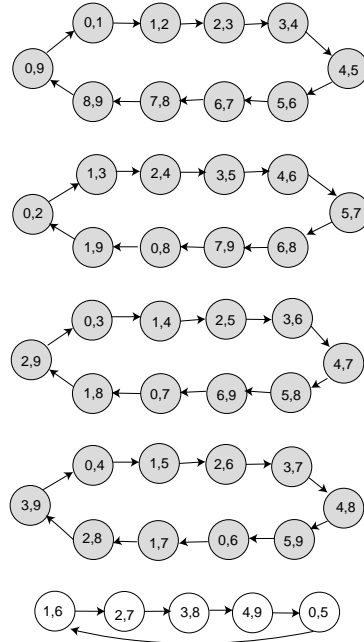 0,1 1,2 2,3 3,4
0,9 4,5
8,9 7,8 6,7 5,6
1,3 2,4 3,5 4,6
0,2 5,7
1,9 0,8 7,9 6,8
0,3 1,4 2,5 3,6
2,9 4,7
1,8 0,7 6,9 5,8
0,4 1,5 2,6 3,7
3,9 4,8
2,8 1,7 0,6 5,9
1,6 2,7 3,8 4,9 0,5